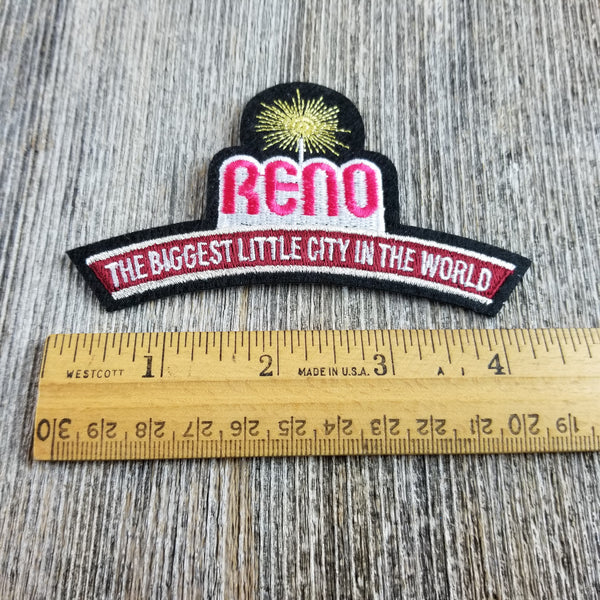 RENO
THE BIGGEST LITTLE CITY IN THE WORLD
1 2 3 4
WESTCOTT MADE IN U.S.A. A I
30 29 28 27 26 25 24 23 22 21 20 19